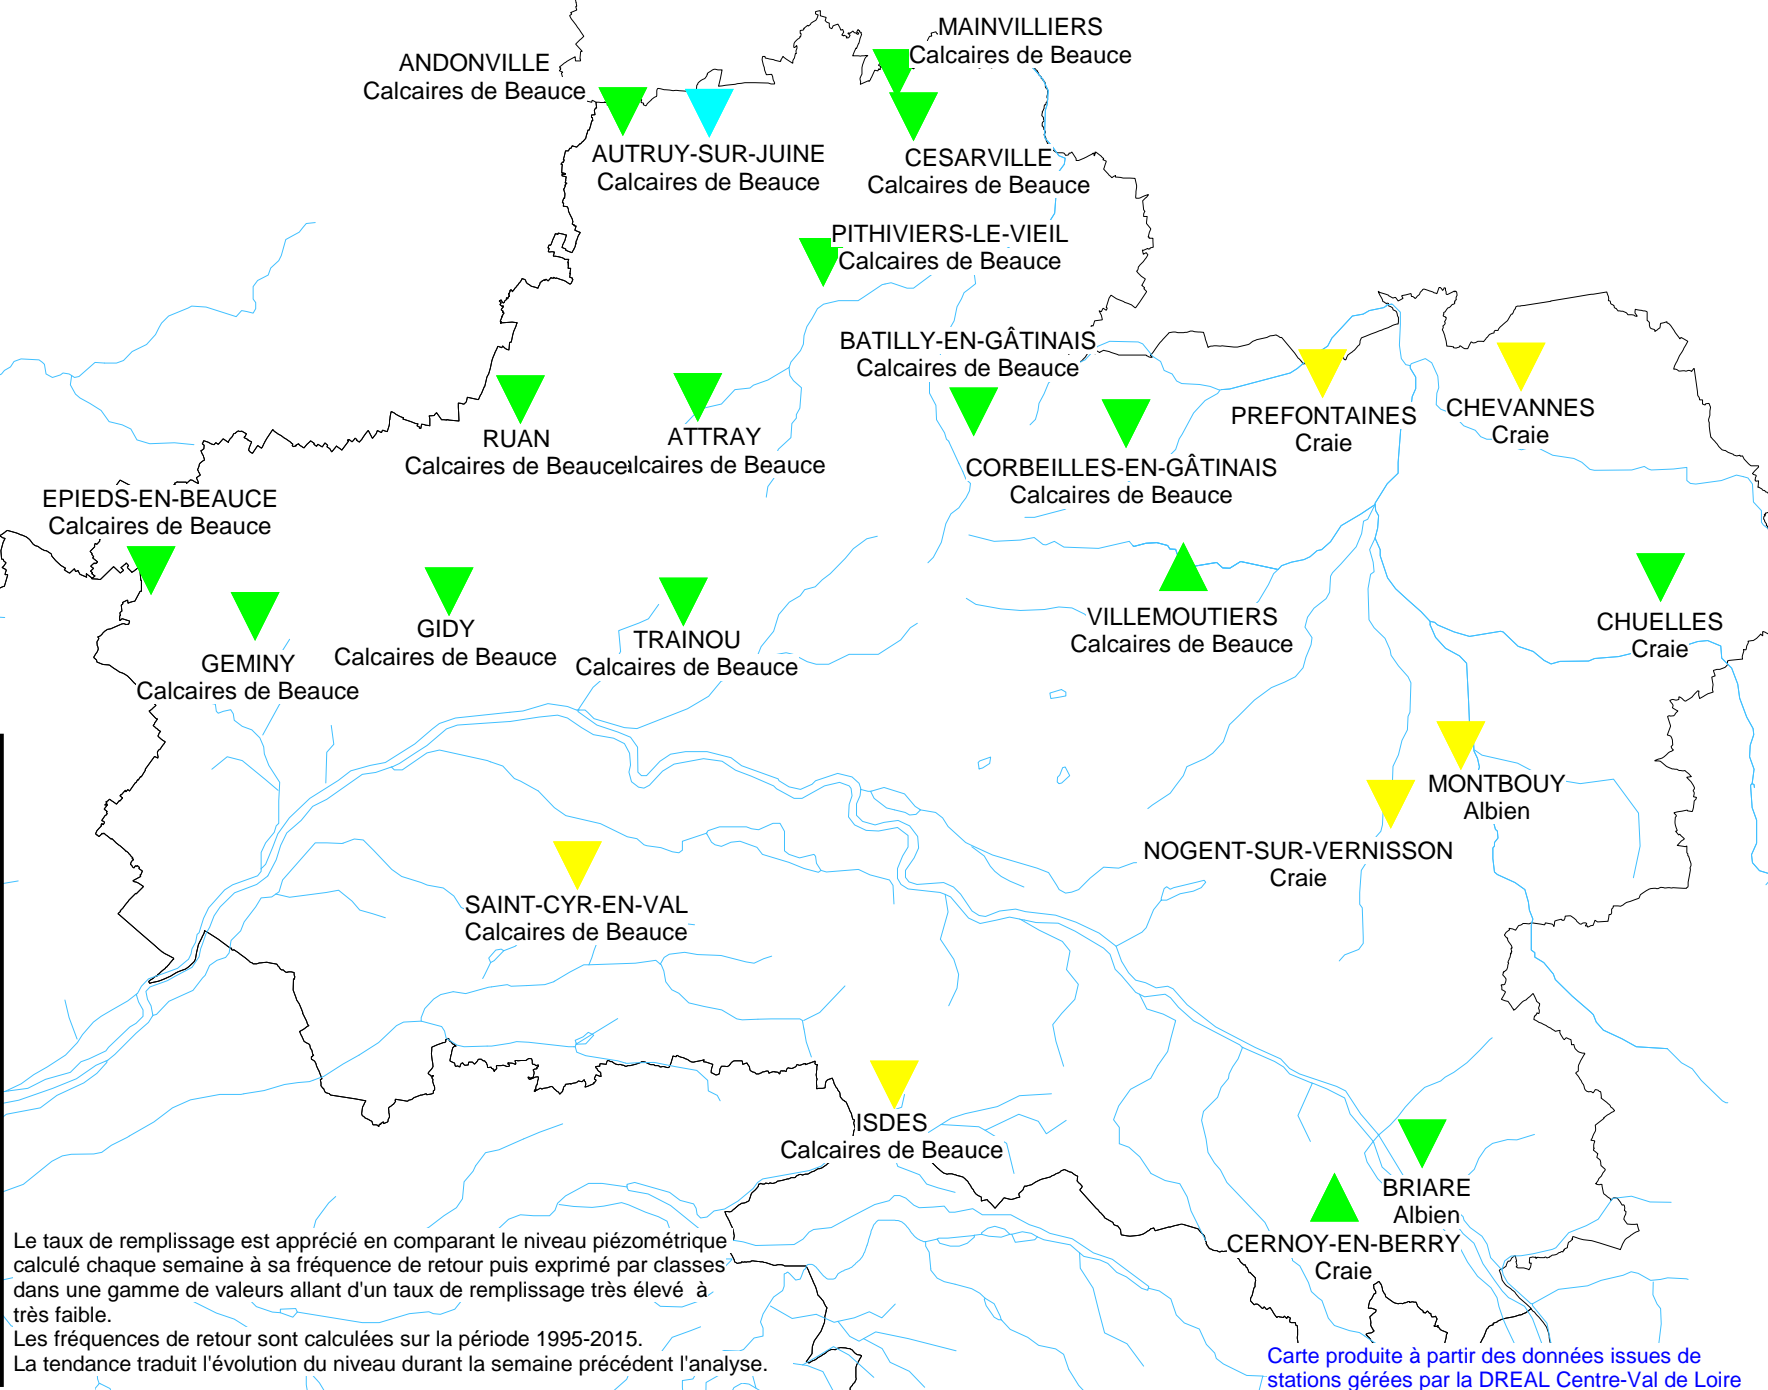 MAINVILLIERS
Calcaires de Beauce
ANDONVILLE
Calcaires de Beauce
AUTRUY-SUR-JUINE
Calcaires de Beauce
CESARVILLE
Calcaires de Beauce
PITHIVIERS-LE-VIEIL
Calcaires de Beauce
BATILLY-EN-GÂTINAIS
Calcaires de Beauce
PREFONTAINES
Craie
CHEVANNES
Craie
RUAN
Calcaires de Beauce
ATTRAY
lcaires de Beauce
CORBEILLES-EN-GÂTINAIS
Calcaires de Beauce
EPIEDS-EN-BEAUCE
Calcaires de Beauce
GEMINY
Calcaires de Beauce
GIDY
Calcaires de Beauce
TRAINOU
Calcaires de Beauce
VILLEMOUTIERS
Calcaires de Beauce
CHUELLES
Craie
MONTBOUY
Albien
NOGENT-SUR-VERNISSON
Craie
SAINT-CYR-EN-VAL
Calcaires de Beauce
ISDES
Calcaires de Beauce
BRIARE
Albien
CERNOY-EN-BERRY
Craie
Le taux de remplissage est apprécié en comparant le niveau piézométrique
calculé chaque semaine à sa fréquence de retour puis exprimé par classes
dans une gamme de valeurs allant d'un taux de remplissage très élevé à
très faible.
Les fréquences de retour sont calculées sur la période 1995-2015.
La tendance traduit l'évolution du niveau durant la semaine précédent l'analyse.
Carte produite à partir des données issues de
stations gérées par la DREAL Centre-Val de Loire